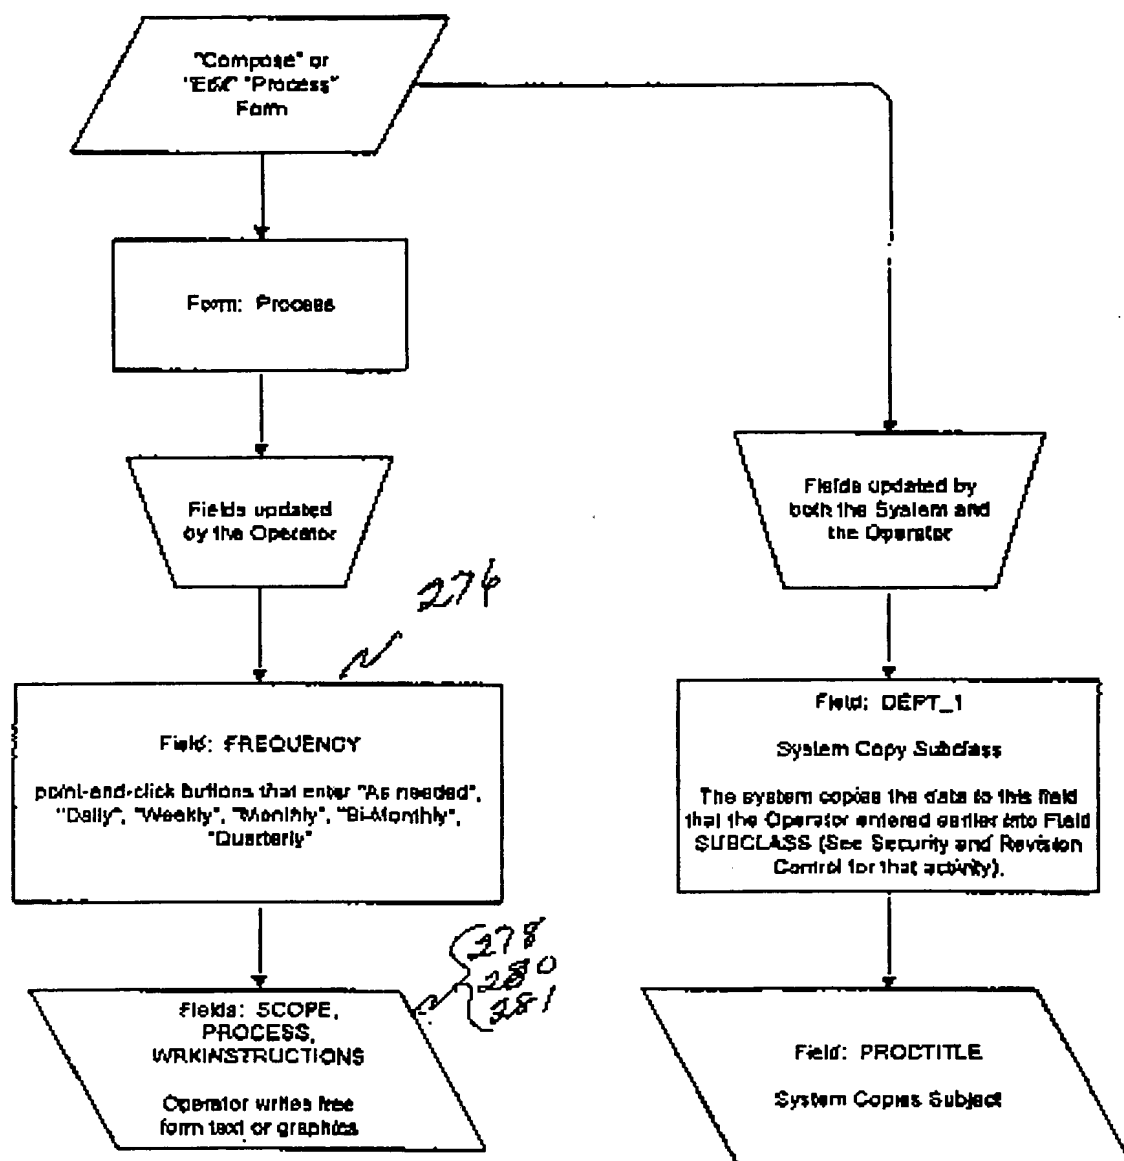 "Compose" or
"Edit" "Process"
Form
Form: Process
Fields updated
by the Operator
276
Field: FREQUENCY
point-and-click buttons that enter "As needed",
"Daily", "Weekly", "Monthly", "Bi-Monthly",
"Quarterly"
278
280
281
Fields: SCOPE,
PROCESS,
WRKINSTRUCTIONS
Operator writes free
form text or graphics
Fields updated by
both the System and
the Operator
Field: DEPT_1
System Copy Subclass
The system copies the data to this field
that the Operator entered earlier into Field
SUBCLASS (See Security and Revision
Control for that activity).
Field: PROCTITLE
System Copies Subject